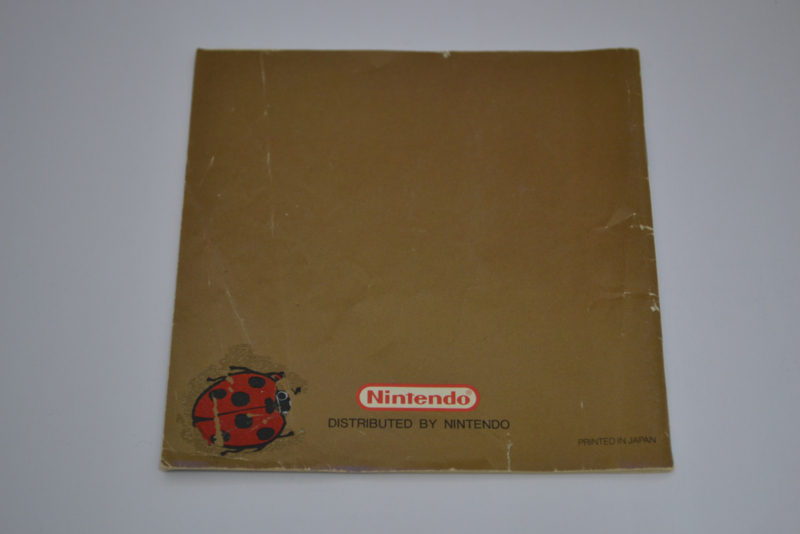 Nintendo®
DISTRIBUTED BY NINTENDO
PRINTED IN JAPAN